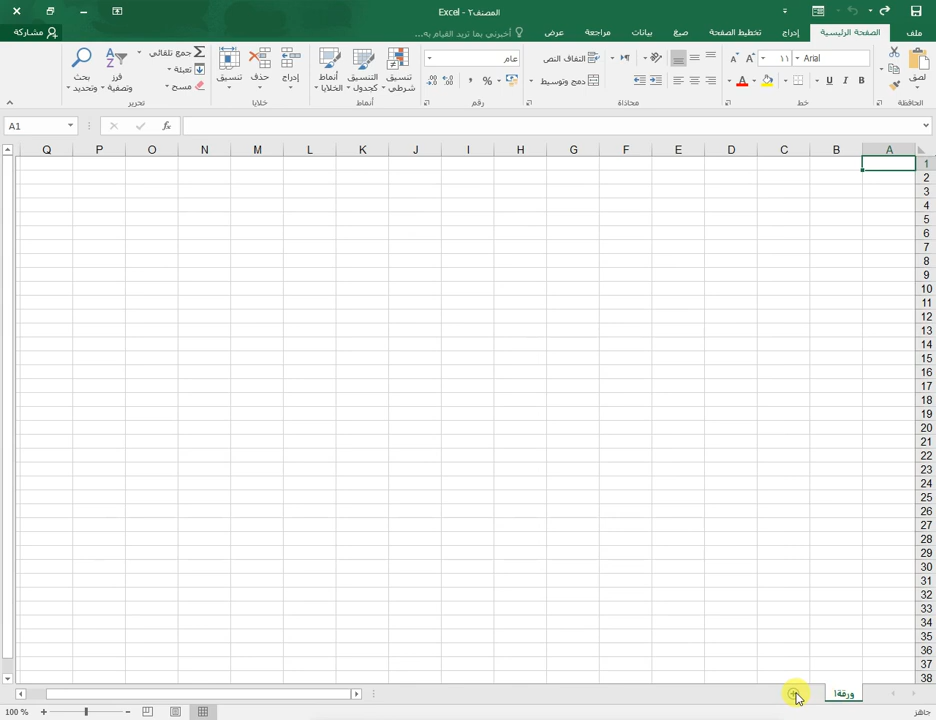 المصنف٢ - Excel
ملف الصفحة الرئيسية إدراج تخطيط الصفحة صيغ بيانات مراجعة عرض أخبرني بما تريد القيام به... مشاركة
لصق Arial ١١ التفاف النص عام
B I U دمج وتوسيط % ,
تنسيق شرطي التنسيق كجدول أنماط الخلايا
إدراج حذف تنسيق
جمع تلقائي
تعبئة
مسح
فرز وتصفية بحث وتحديد
الحافظة خط محاذاة رقم أنماط خلايا تحرير
A1 fx
A B C D E F G H I J K L M N O P Q
1
2
3
4
5
6
7
8
9
10
11
12
13
14
15
16
17
18
19
20
21
22
23
24
25
26
27
28
29
30
31
32
33
34
35
36
37
38
ورقة١
جاهز 100 %